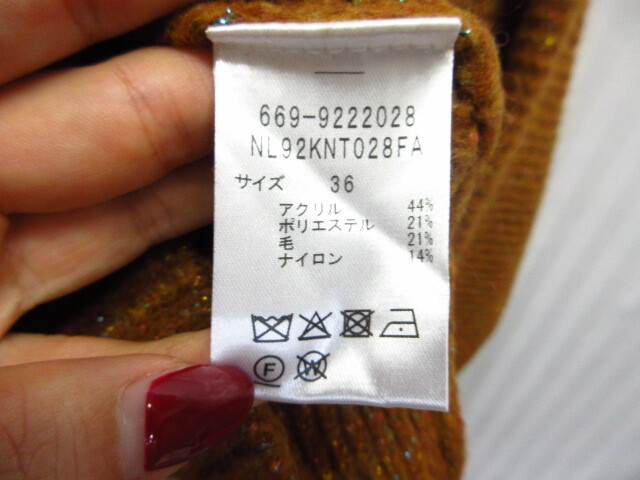 669-9222028
NL92KNT028FA
サイズ 36
アクリル 44%
ポリエステル 21%
毛 21%
ナイロン 14%
F W